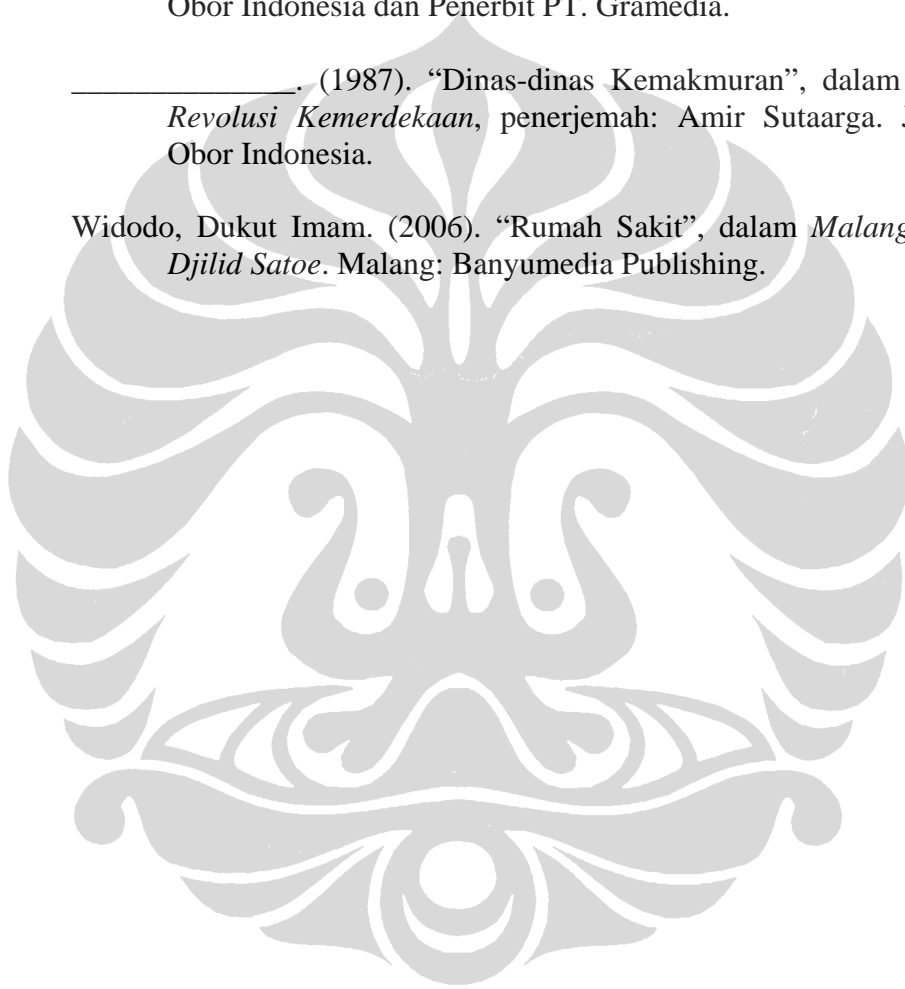 Obor Indonesia dan Penerbit PT. Gramedia.
______________. (1987). “Dinas-dinas Kemakmuran”, dalam
Revolusi Kemerdekaan, penerjemah: Amir Sutaarga. J
Obor Indonesia.
Widodo, Dukut Imam. (2006). “Rumah Sakit”, dalam Malang
Djilid Satoe. Malang: Banyumedia Publishing.